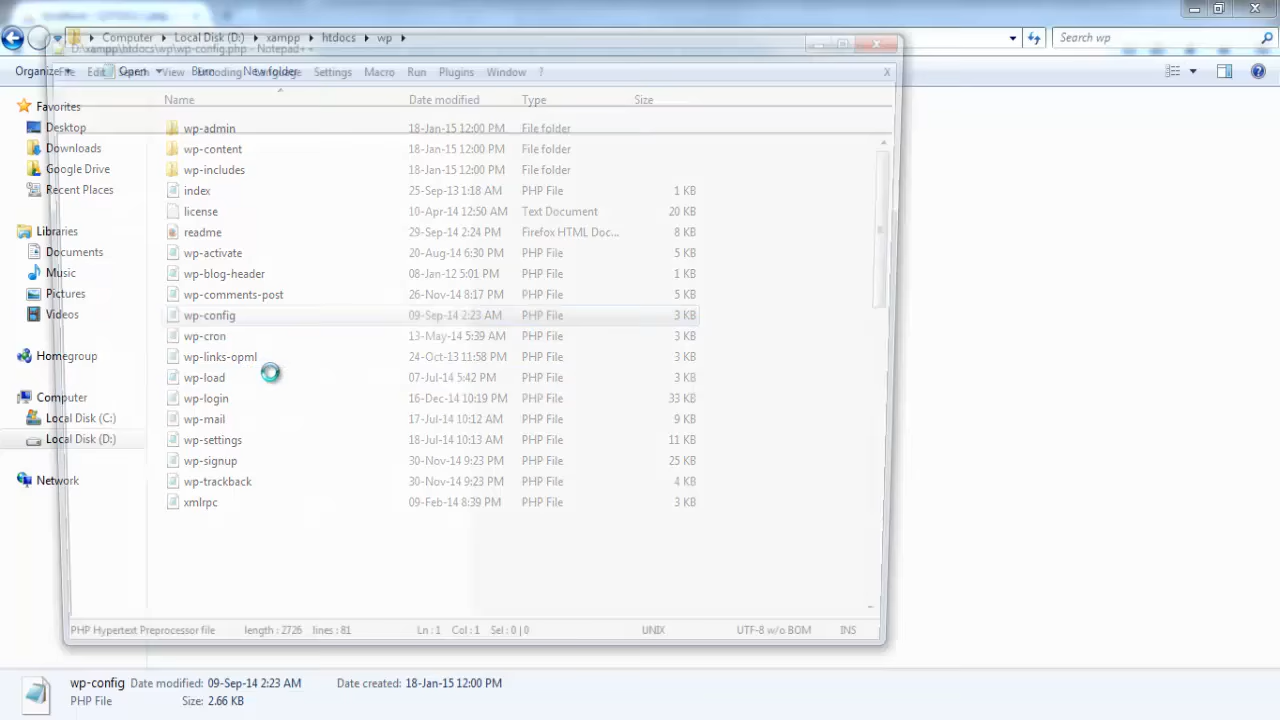 Computer Local Disk (D:) xampp htdocs wp
Search wp
D:\xampp\htdocs\wp\wp-config.php - Notepad+
Organize Open Burn New folder
File Edit View Encoding Language Settings Macro Run Plugins Window ? X
Name Date modified Type Size
Favorites
Desktop
Downloads
Google Drive
Recent Places
Libraries
Documents
Music
Pictures
Videos
Homegroup
Computer
Local Disk (C:)
Local Disk (D:)
Network
wp-admin 18-Jan-15 12:00 PM File folder
wp-content 18-Jan-15 12:00 PM File folder
wp-includes 18-Jan-15 12:00 PM File folder
index 25-Sep-13 1:18 AM PHP File 1 KB
license 10-Apr-14 12:50 AM Text Document 20 KB
readme 29-Sep-14 2:24 PM Firefox HTML Doc... 8 KB
wp-activate 20-Aug-14 6:30 PM PHP File 5 KB
wp-blog-header 08-Jan-12 5:01 PM PHP File 1 KB
wp-comments-post 26-Nov-14 8:17 PM PHP File 5 KB
wp-config 09-Sep-14 2:23 AM PHP File 3 KB
wp-cron 13-May-14 5:39 AM PHP File 3 KB
wp-links-opml 24-Oct-13 11:58 PM PHP File 3 KB
wp-load 07-Jul-14 5:42 PM PHP File 3 KB
wp-login 16-Dec-14 10:19 PM PHP File 33 KB
wp-mail 17-Jul-14 10:12 AM PHP File 9 KB
wp-settings 18-Jul-14 10:13 AM PHP File 11 KB
wp-signup 30-Nov-14 9:23 PM PHP File 25 KB
wp-trackback 30-Nov-14 9:23 PM PHP File 4 KB
xmlrpc 09-Feb-14 8:39 PM PHP File 3 KB
PHP Hypertext Preprocessor file length : 2726 lines : 81 Ln : 1 Col : 1 Sel : 0 | 0 UNIX UTF-8 w/o BOM INS
wp-config Date modified: 09-Sep-14 2:23 AM Date created: 18-Jan-15 12:00 PM
PHP File Size: 2.66 KB